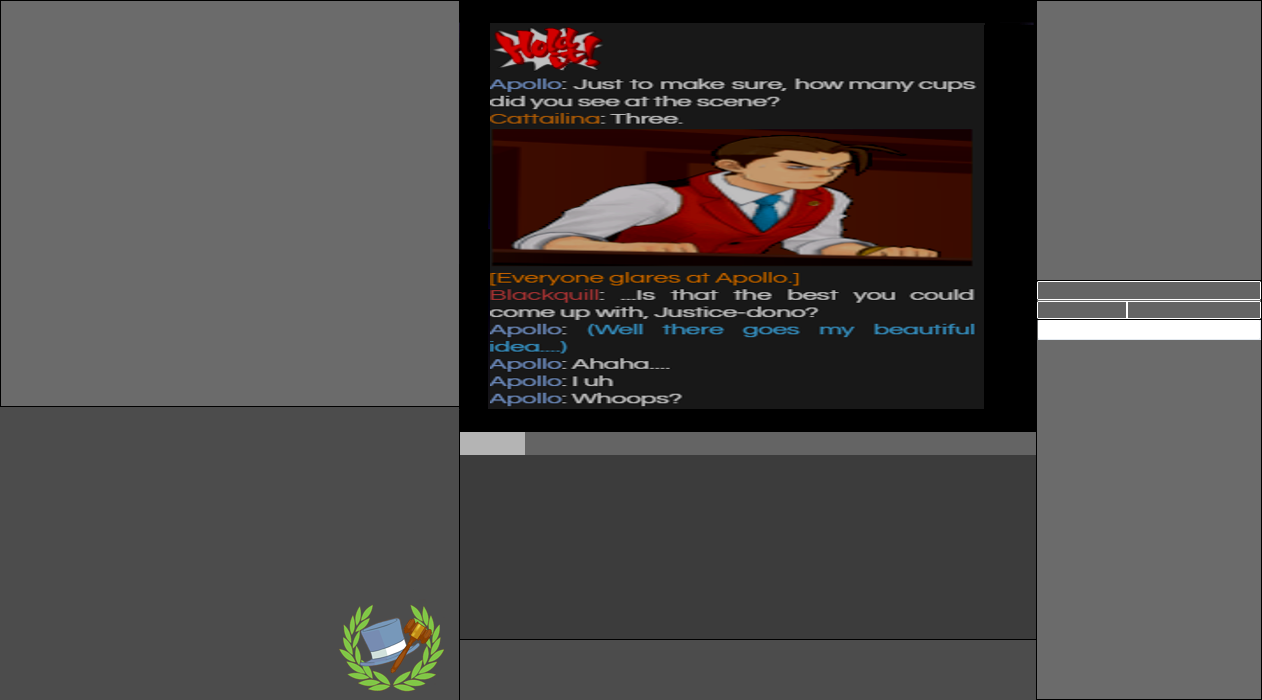 Hold it!
Apollo: Just to make sure, how many cups
did you see at the scene?
Cattailina: Three.
[Everyone glares at Apollo.]
Blackquill: ...Is that the best you could
come up with, Justice-dono?
Apollo: (Well there goes my beautiful
idea....)
Apollo: Ahaha....
Apollo: I uh
Apollo: Whoops?